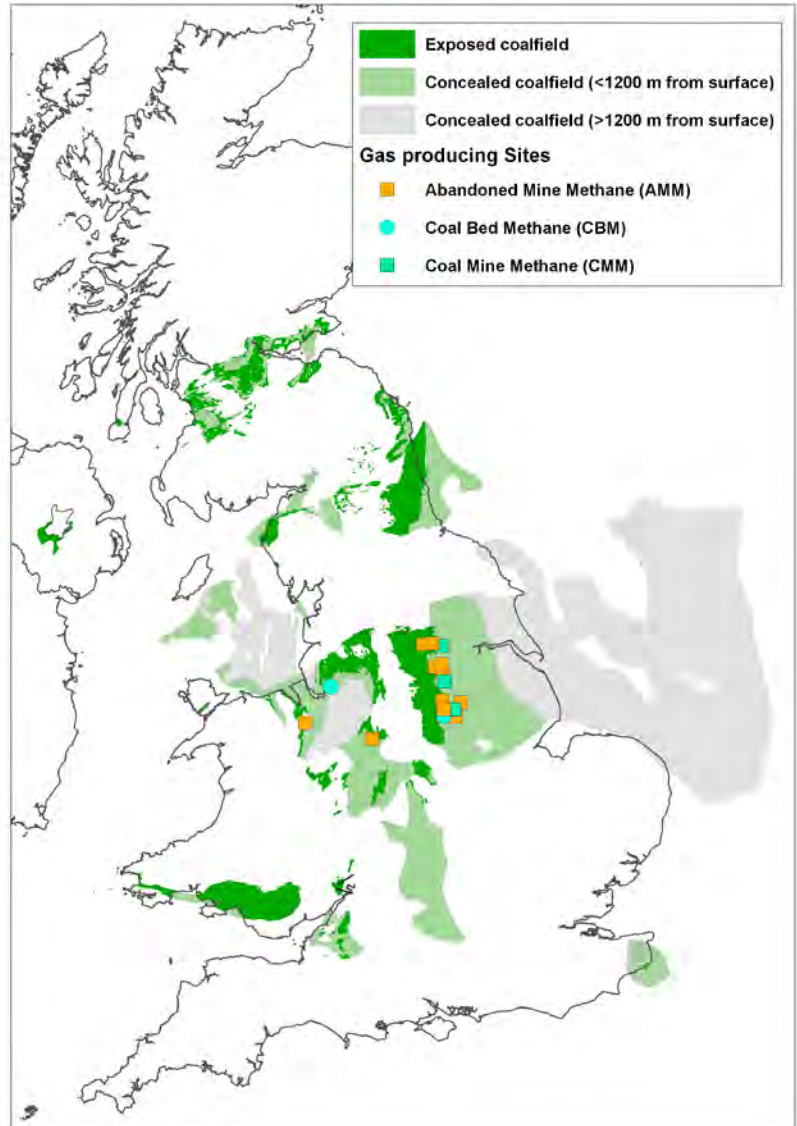 Exposed coalfield
Concealed coalfield (<1200 m from surface)
Concealed coalfield (>1200 m from surface)
Gas producing Sites
Abandoned Mine Methane (AMM)
Coal Bed Methane (CBM)
Coal Mine Methane (CMM)